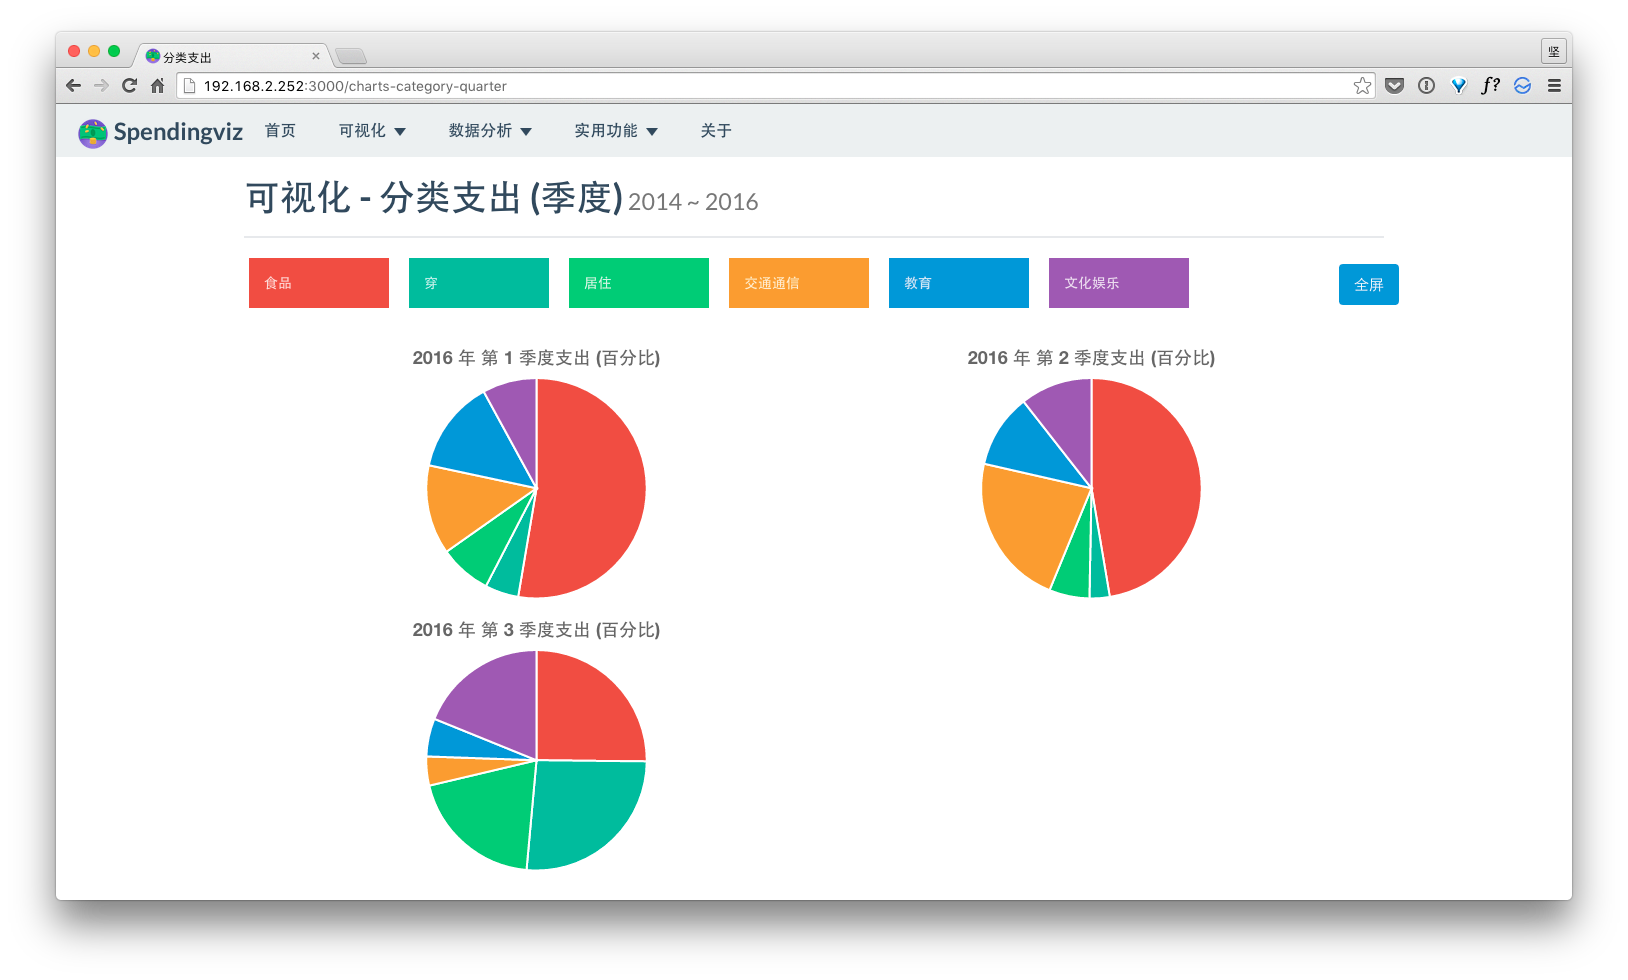 分类支出
坚
192.168.2.252:3000/charts-category-quarter
f?
Spendingviz 首页 可视化 数据分析 实用功能 关于
可视化 - 分类支出 (季度) 2014 ~ 2016
食品 穿 居住 交通通信 教育 文化娱乐 全屏
2016 年 第 1 季度支出 (百分比)
2016 年 第 2 季度支出 (百分比)
2016 年 第 3 季度支出 (百分比)